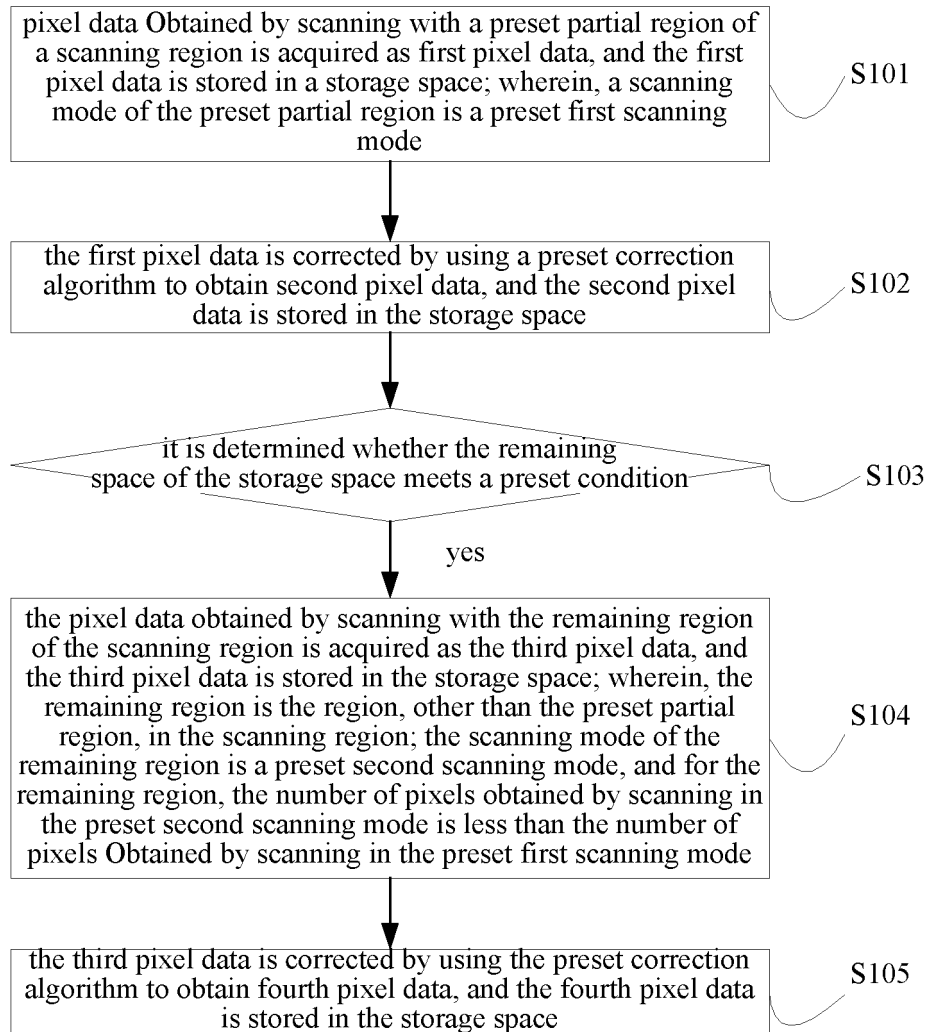 pixel data Obtained by scanning with a preset partial region of
a scanning region is acquired as first pixel data, and the first
pixel data is stored in a storage space; wherein, a scanning
mode of the preset partial region is a preset first scanning
mode
S101
the first pixel data is corrected by using a preset correction
algorithm to obtain second pixel data, and the second pixel
data is stored in the storage space
S102
it is determined whether the remaining
space of the storage space meets a preset condition
S103
yes
the pixel data obtained by scanning with the remaining region
of the scanning region is acquired as the third pixel data, and
the third pixel data is stored in the storage space; wherein, the
remaining region is the region, other than the preset partial
region, in the scanning region; the scanning mode of the
remaining region is a preset second scanning mode, and for the
remaining region, the number of pixels obtained by scanning in
the preset second scanning mode is less than the number of
pixels Obtained by scanning in the preset first scanning mode
S104
the third pixel data is corrected by using the preset correction
algorithm to obtain fourth pixel data, and the fourth pixel data
is stored in the storage space
S105